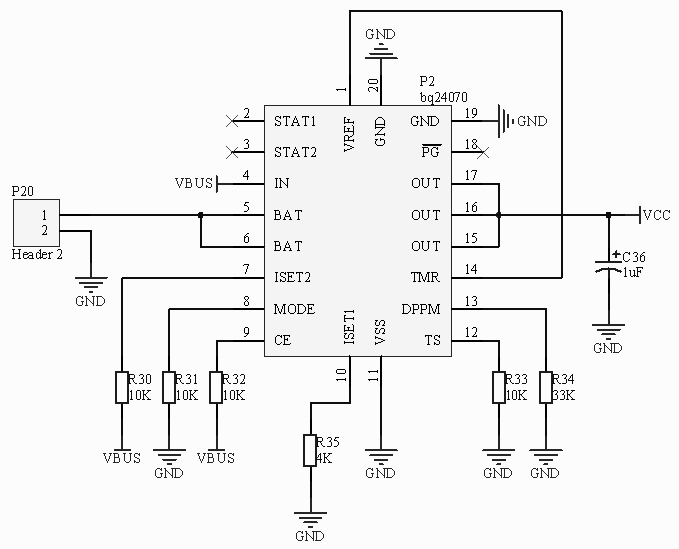 GND
1
20
P2
bq24070
2
STAT1
VREF
GND
GND
19
GND
3
STAT2
PG
18
VBUS
4
IN
OUT
17
P20
1
2
Header 2
5
BAT
OUT
16
VCC
6
BAT
OUT
15
C36
1uF
7
ISET2
TMR
14
GND
8
MODE
DPPM
13
9
CE
ISET1
VSS
TS
12
GND
10
11
R30
10K
R31
10K
R32
10K
R33
10K
R34
33K
R35
4K
VBUS
GND
VBUS
GND
GND
GND
GND